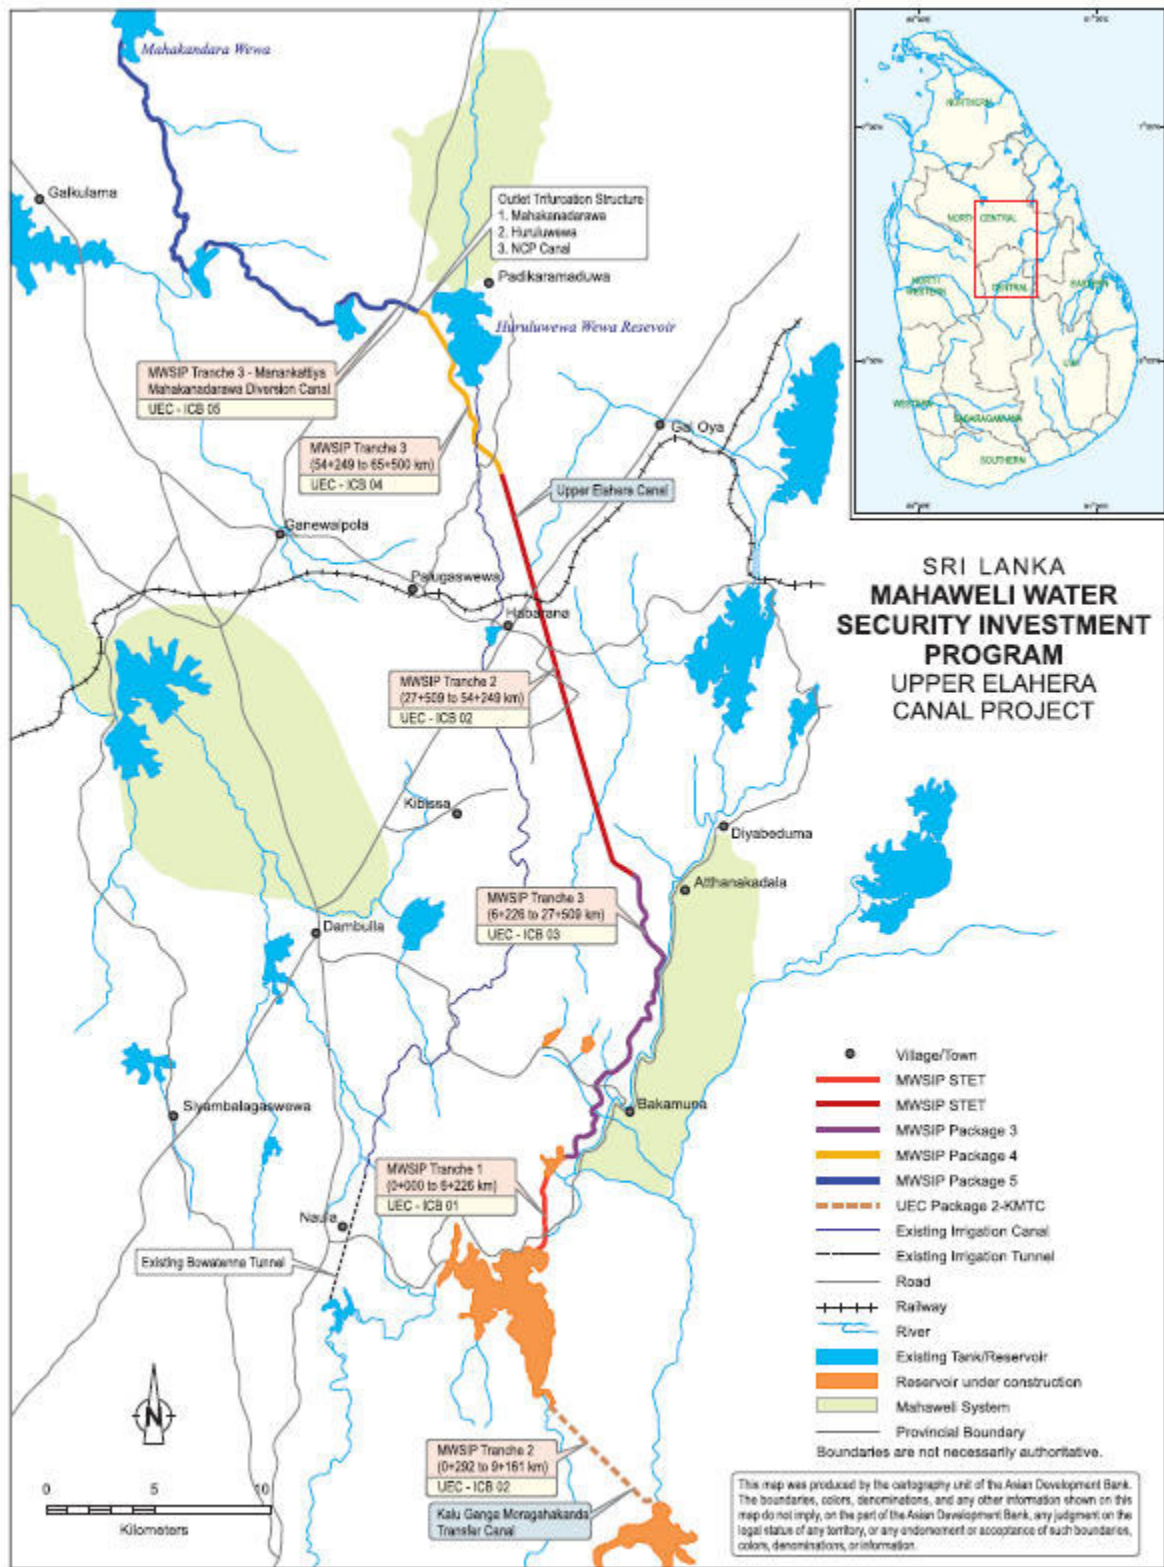 Mahakandara Wewa
Galkulama
Outlet Trifurcation Structure
1. Mahakanadarawa
2. Huruluwewa
3. NCP Canal
Padikaramaduwa
Huruluwewa Wewa Resevoir
MWSIP Tranche 3 - Manankattiya
Mahakanadarawa Diversion Canal
UEC - ICB 05
MWSIP Tranche 3
(54+249 to 65+500 km)
UEC - ICB 04
Gal Oya
Upper Elahera Canal
Ganewalpola
Palugaswewa
Habarana
MWSIP Tranche 2
(27+509 to 54+249 km)
UEC - ICB 02
Kibissa
Diyabeduma
Atthanakadala
MWSIP Tranche 3
(6+226 to 27+509 km)
UEC - ICB 03
Dambulla
Siyambalagaswewa
Bakamuna
MWSIP Tranche 1
(0+000 to 6+226 km)
UEC - ICB 01
Naula
Existing Bowatenna Tunnel
MWSIP Tranche 2
(0+292 to 9+161 km)
UEC - ICB 02
Kalu Ganga Moragahakanda
Transfer Canal
N
0 5 10
Kilometers
NORTHERN
NORTH CENTRAL
NORTH
WESTERN
CENTRAL
EASTERN
UVA
WESTERN
SABARAGAMUWA
SOUTHERN
SRI LANKA
MAHAWELI WATER
SECURITY INVESTMENT
PROGRAM
UPPER ELAHERA
CANAL PROJECT
Village/Town
MWSIP STET
MWSIP STET
MWSIP Package 3
MWSIP Package 4
MWSIP Package 5
UEC Package 2-KMTC
Existing Irrigation Canal
Existing Irrigation Tunnel
Road
Railway
River
Existing Tank/Reservoir
Reservoir under construction
Mahaweli System
Provincial Boundary
Boundaries are not necessarily authoritative.
This map was produced by the cartography unit of the Asian Development Bank.
The boundaries, colors, denominations, and any other information shown on this
map do not imply, on the part of the Asian Development Bank, any judgment on the
legal status of any territory, or any endorsement or acceptance of such boundaries,
colors, denominations, or information.